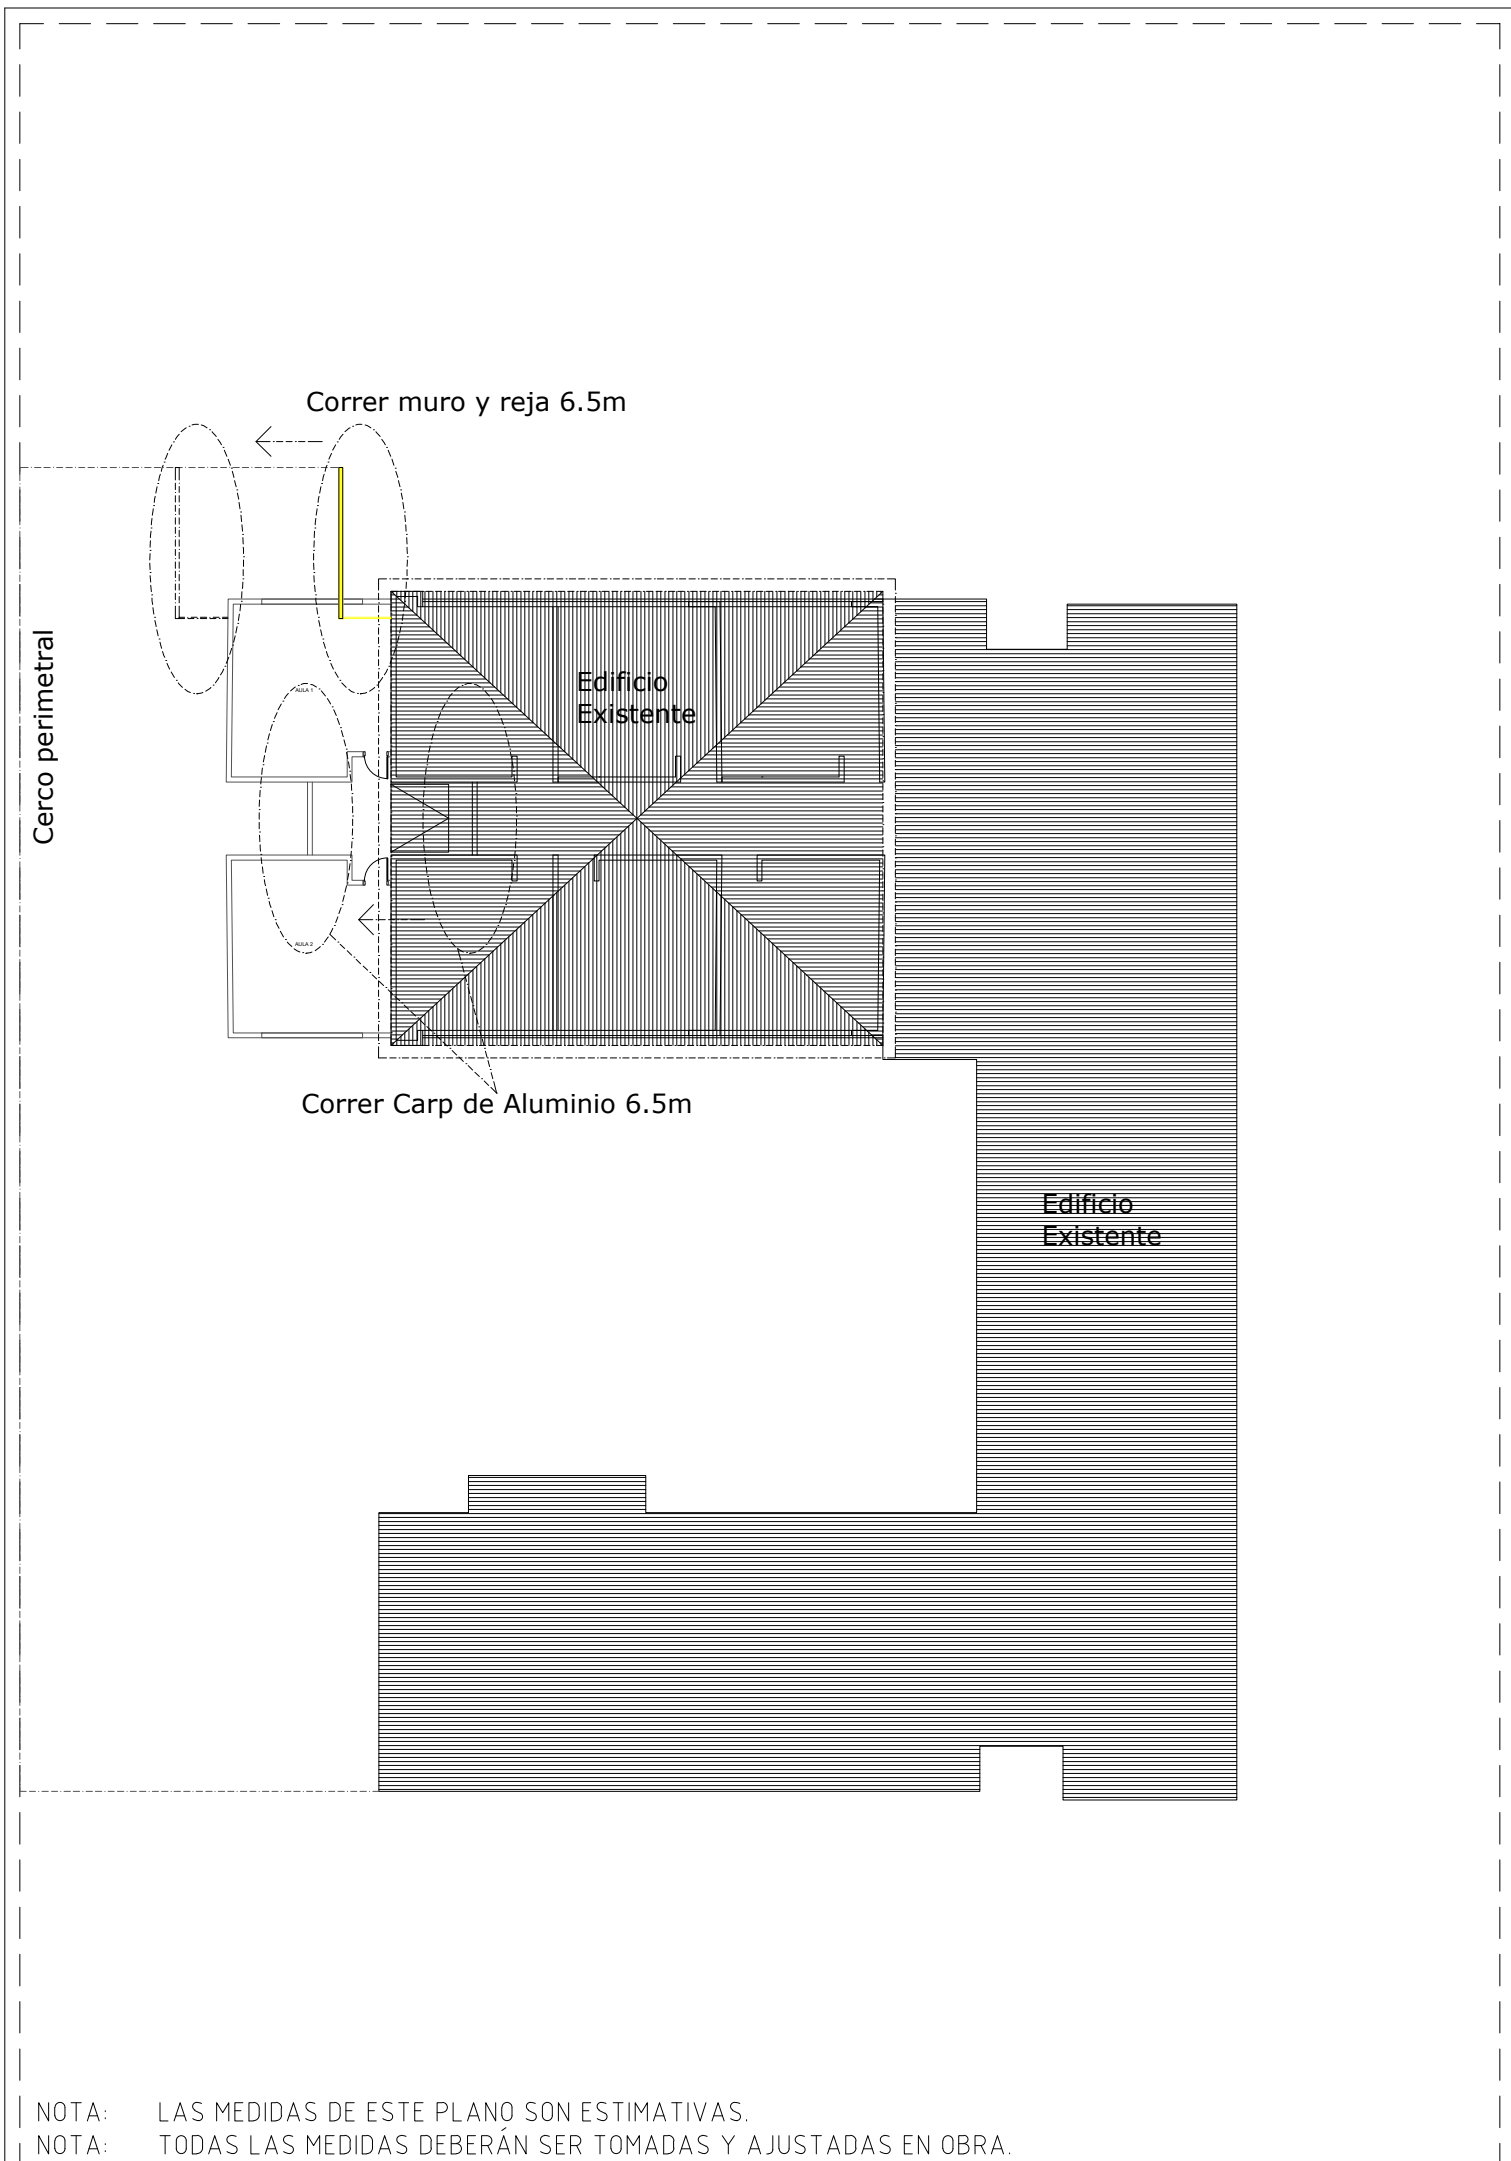 Correr muro y reja 6.5m
Cerco perimetral
Edificio
Existente
AULA 1
AULA 2
Correr Carp de Aluminio 6.5m
Edificio
Existente
NOTA: LAS MEDIDAS DE ESTE PLANO SON ESTIMATIVAS.
NOTA: TODAS LAS MEDIDAS DEBERÁN SER TOMADAS Y AJUSTADAS EN OBRA.